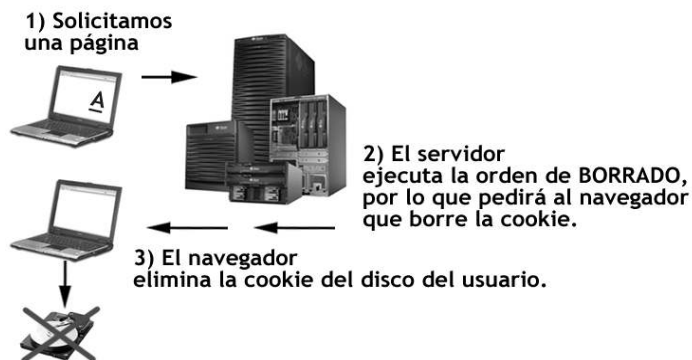 1) Solicitamos
una página
A
2) El servidor
ejecuta la orden de BORRADO,
por lo que pedirá al navegador
que borre la cookie.
3) El navegador
elimina la cookie del disco del usuario.